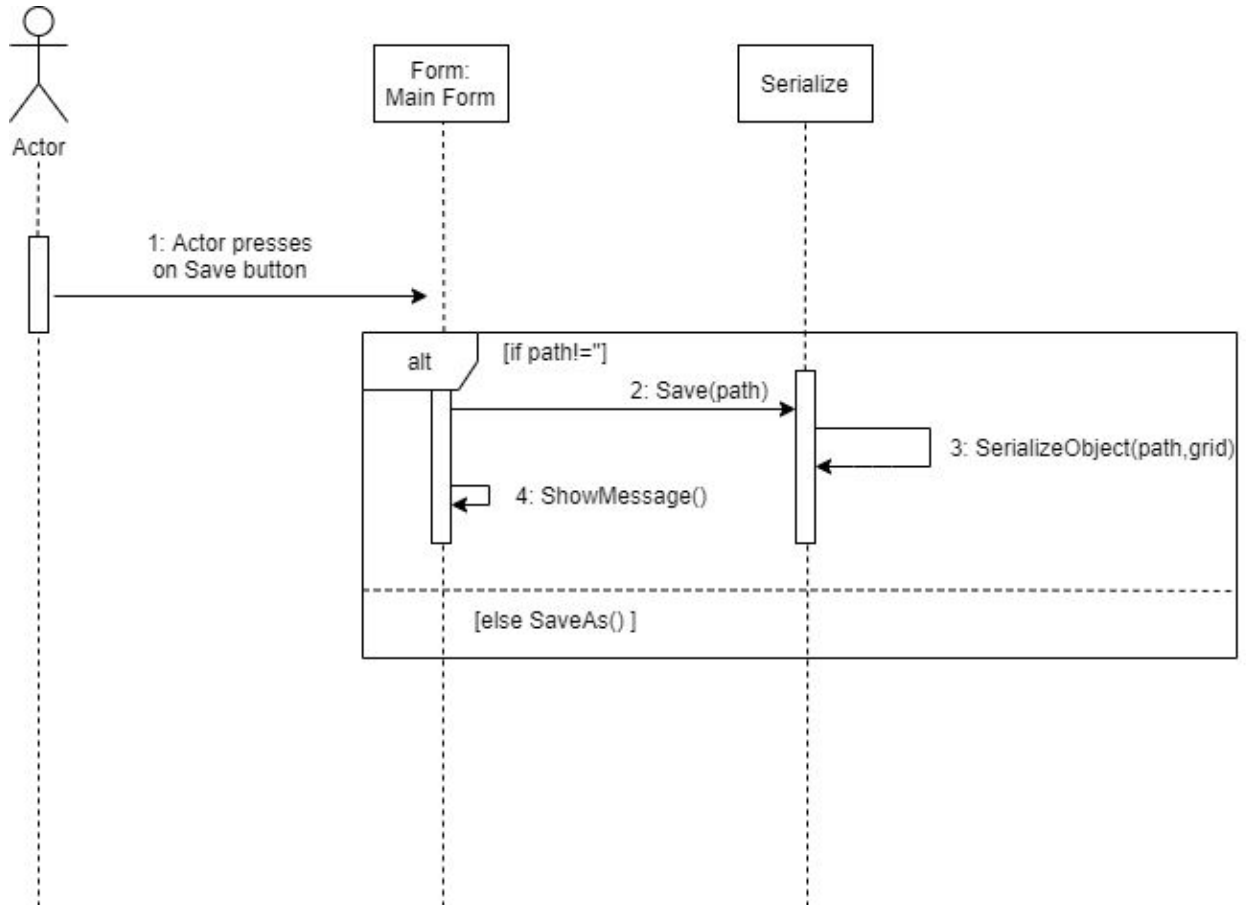 Form:
Main Form
Serialize
Actor
1: Actor presses
on Save button
alt
[if path!='']
2: Save(path)
3: SerializeObject(path,grid)
4: ShowMessage()
[else SaveAs() ]